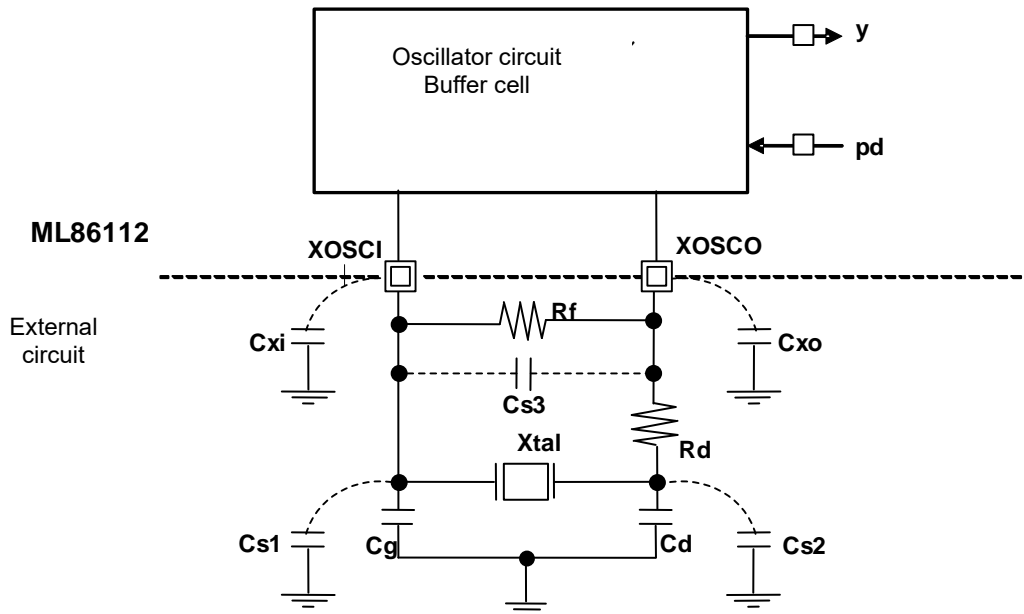 Oscillator circuit
Buffer cell
y
pd
ML86112
XOSCI
XOSCO
External
circuit
Rf
Cxi
Cxo
Cs3
Rd
Xtal
Cs1
Cg
Cd
Cs2